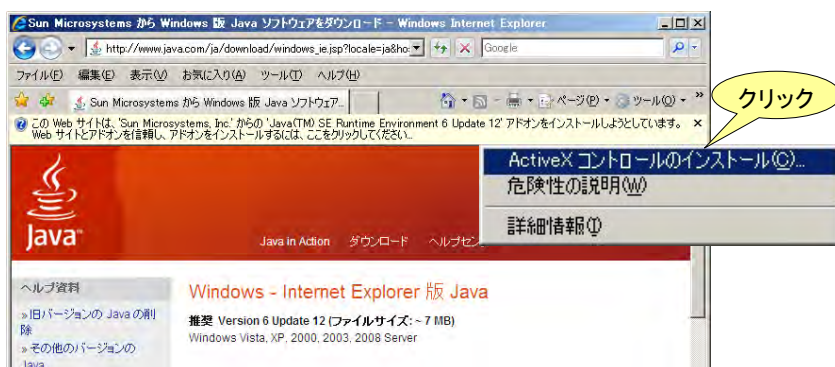 Sun Microsystems から Windows 版 Java ソフトウェアをダウンロード - Windows Internet Explorer
http://www.java.com/ja/download/windows_ie.jsp?locale=ja&ho
Google
ファイル(F) 編集(E) 表示(V) お気に入り(A) ツール(T) ヘルプ(H)
Sun Microsystems から Windows 版 Java ソフトウェア...
ページ(P) ツール(O) »
クリック
この Web サイトは、'Sun Microsystems, Inc.' からの 'Java(TM) SE Runtime Environment 6 Update 12' アドオンをインストールしようとしています。
Web サイトとアドオンを信頼し、アドオンをインストールするには、ここをクリックしてください...
ActiveX コントロールのインストール(C)...
危険性の説明(W)
詳細情報(I)
Java
Java in Action ダウンロード ヘルプセン
ヘルプ資料
» 旧バージョンの Java の削
除
» その他のバージョンの
Java
Windows - Internet Explorer 版 Java
推奨 Version 6 Update 12 (ファイルサイズ: ~ 7 MB)
Windows Vista, XP, 2000, 2003, 2008 Server